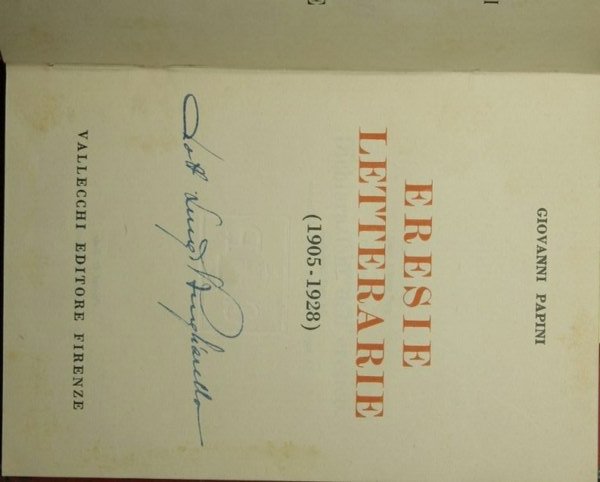 GIOVANNI PAPINI
ERESIE
LETTERARIE
(1905-1928)
Dott Luigi
VALLECCHI EDITORE FIRENZE